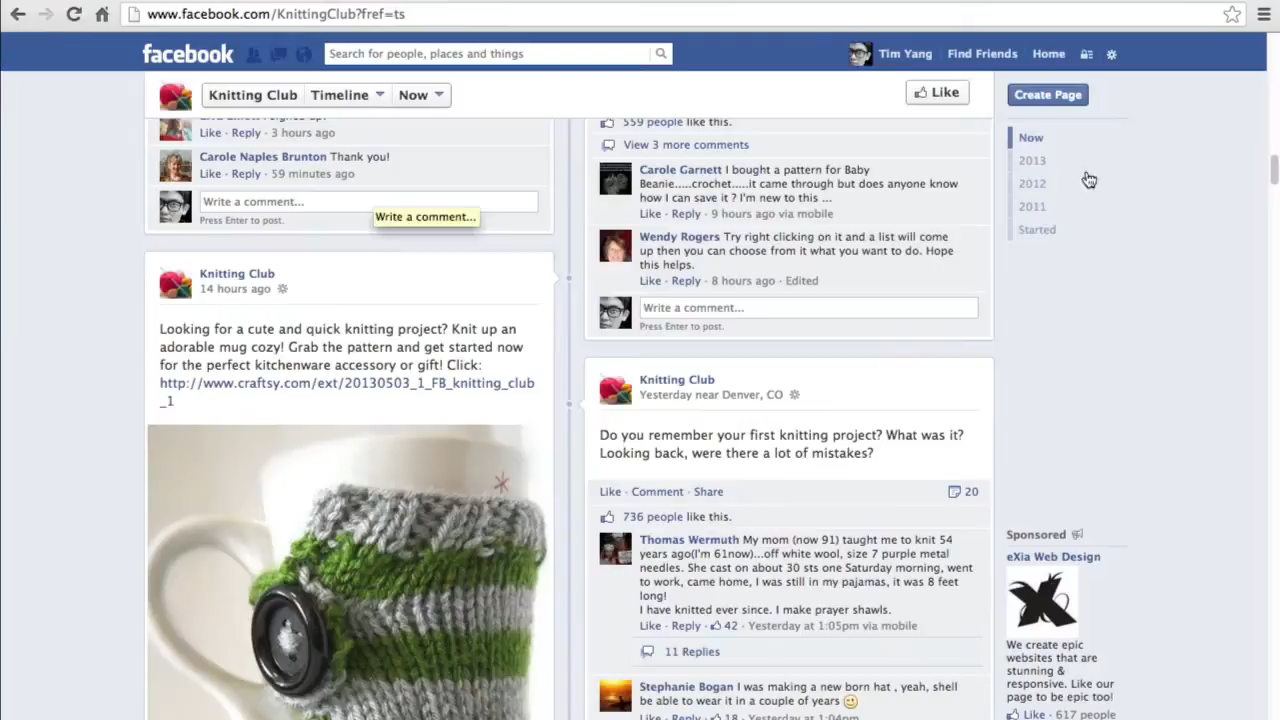 www.facebook.com/KnittingClub?fref=ts
facebook
Search for people, places and things
Tim Yang
Find Friends
Home
Knitting Club
Timeline
Now
Like
Create Page
Like · Reply · 3 hours ago
Carole Naples Brunton Thank you!
Like · Reply · 59 minutes ago
Write a comment...
Press Enter to post.
Write a comment...
Knitting Club
14 hours ago
Looking for a cute and quick knitting project? Knit up an
adorable mug cozy! Grab the pattern and get started now
for the perfect kitchenware accessory or gift! Click:
http://www.craftsy.com/ext/20130503_1_FB_knitting_club
_1
559 people like this.
View 3 more comments
Carole Garnett I bought a pattern for Baby
Beanie.....crochet.....it came through but does anyone know
how I can save it ? I'm new to this ...
Like · Reply · 9 hours ago via mobile
Wendy Rogers Try right clicking on it and a list will come
up then you can choose from it what you want to do. Hope
this helps.
Like · Reply · 8 hours ago · Edited
Write a comment...
Press Enter to post.
Knitting Club
Yesterday near Denver, CO
Do you remember your first knitting project? What was it?
Looking back, were there a lot of mistakes?
Like · Comment · Share
20
736 people like this.
Thomas Wermuth My mom (now 91) taught me to knit 54
years ago(I'm 61now)...off white wool, size 7 purple metal
needles. She cast on about 30 sts one Saturday morning, went
to work, came home, I was still in my pajamas, it was 8 feet
long!
I have knitted ever since. I make prayer shawls.
Like · Reply · 42 · Yesterday at 1:05pm via mobile
11 Replies
Stephanie Bogan I was making a new born hat , yeah, shell
be able to wear it in a couple of years
Like · Reply · 18 · Yesterday at 1:04pm
Now
2013
2012
2011
Started
Sponsored
eXia Web Design
X
We create epic
websites that are
stunning &
responsive. Like our
page to be epic too!
Like · 617 people